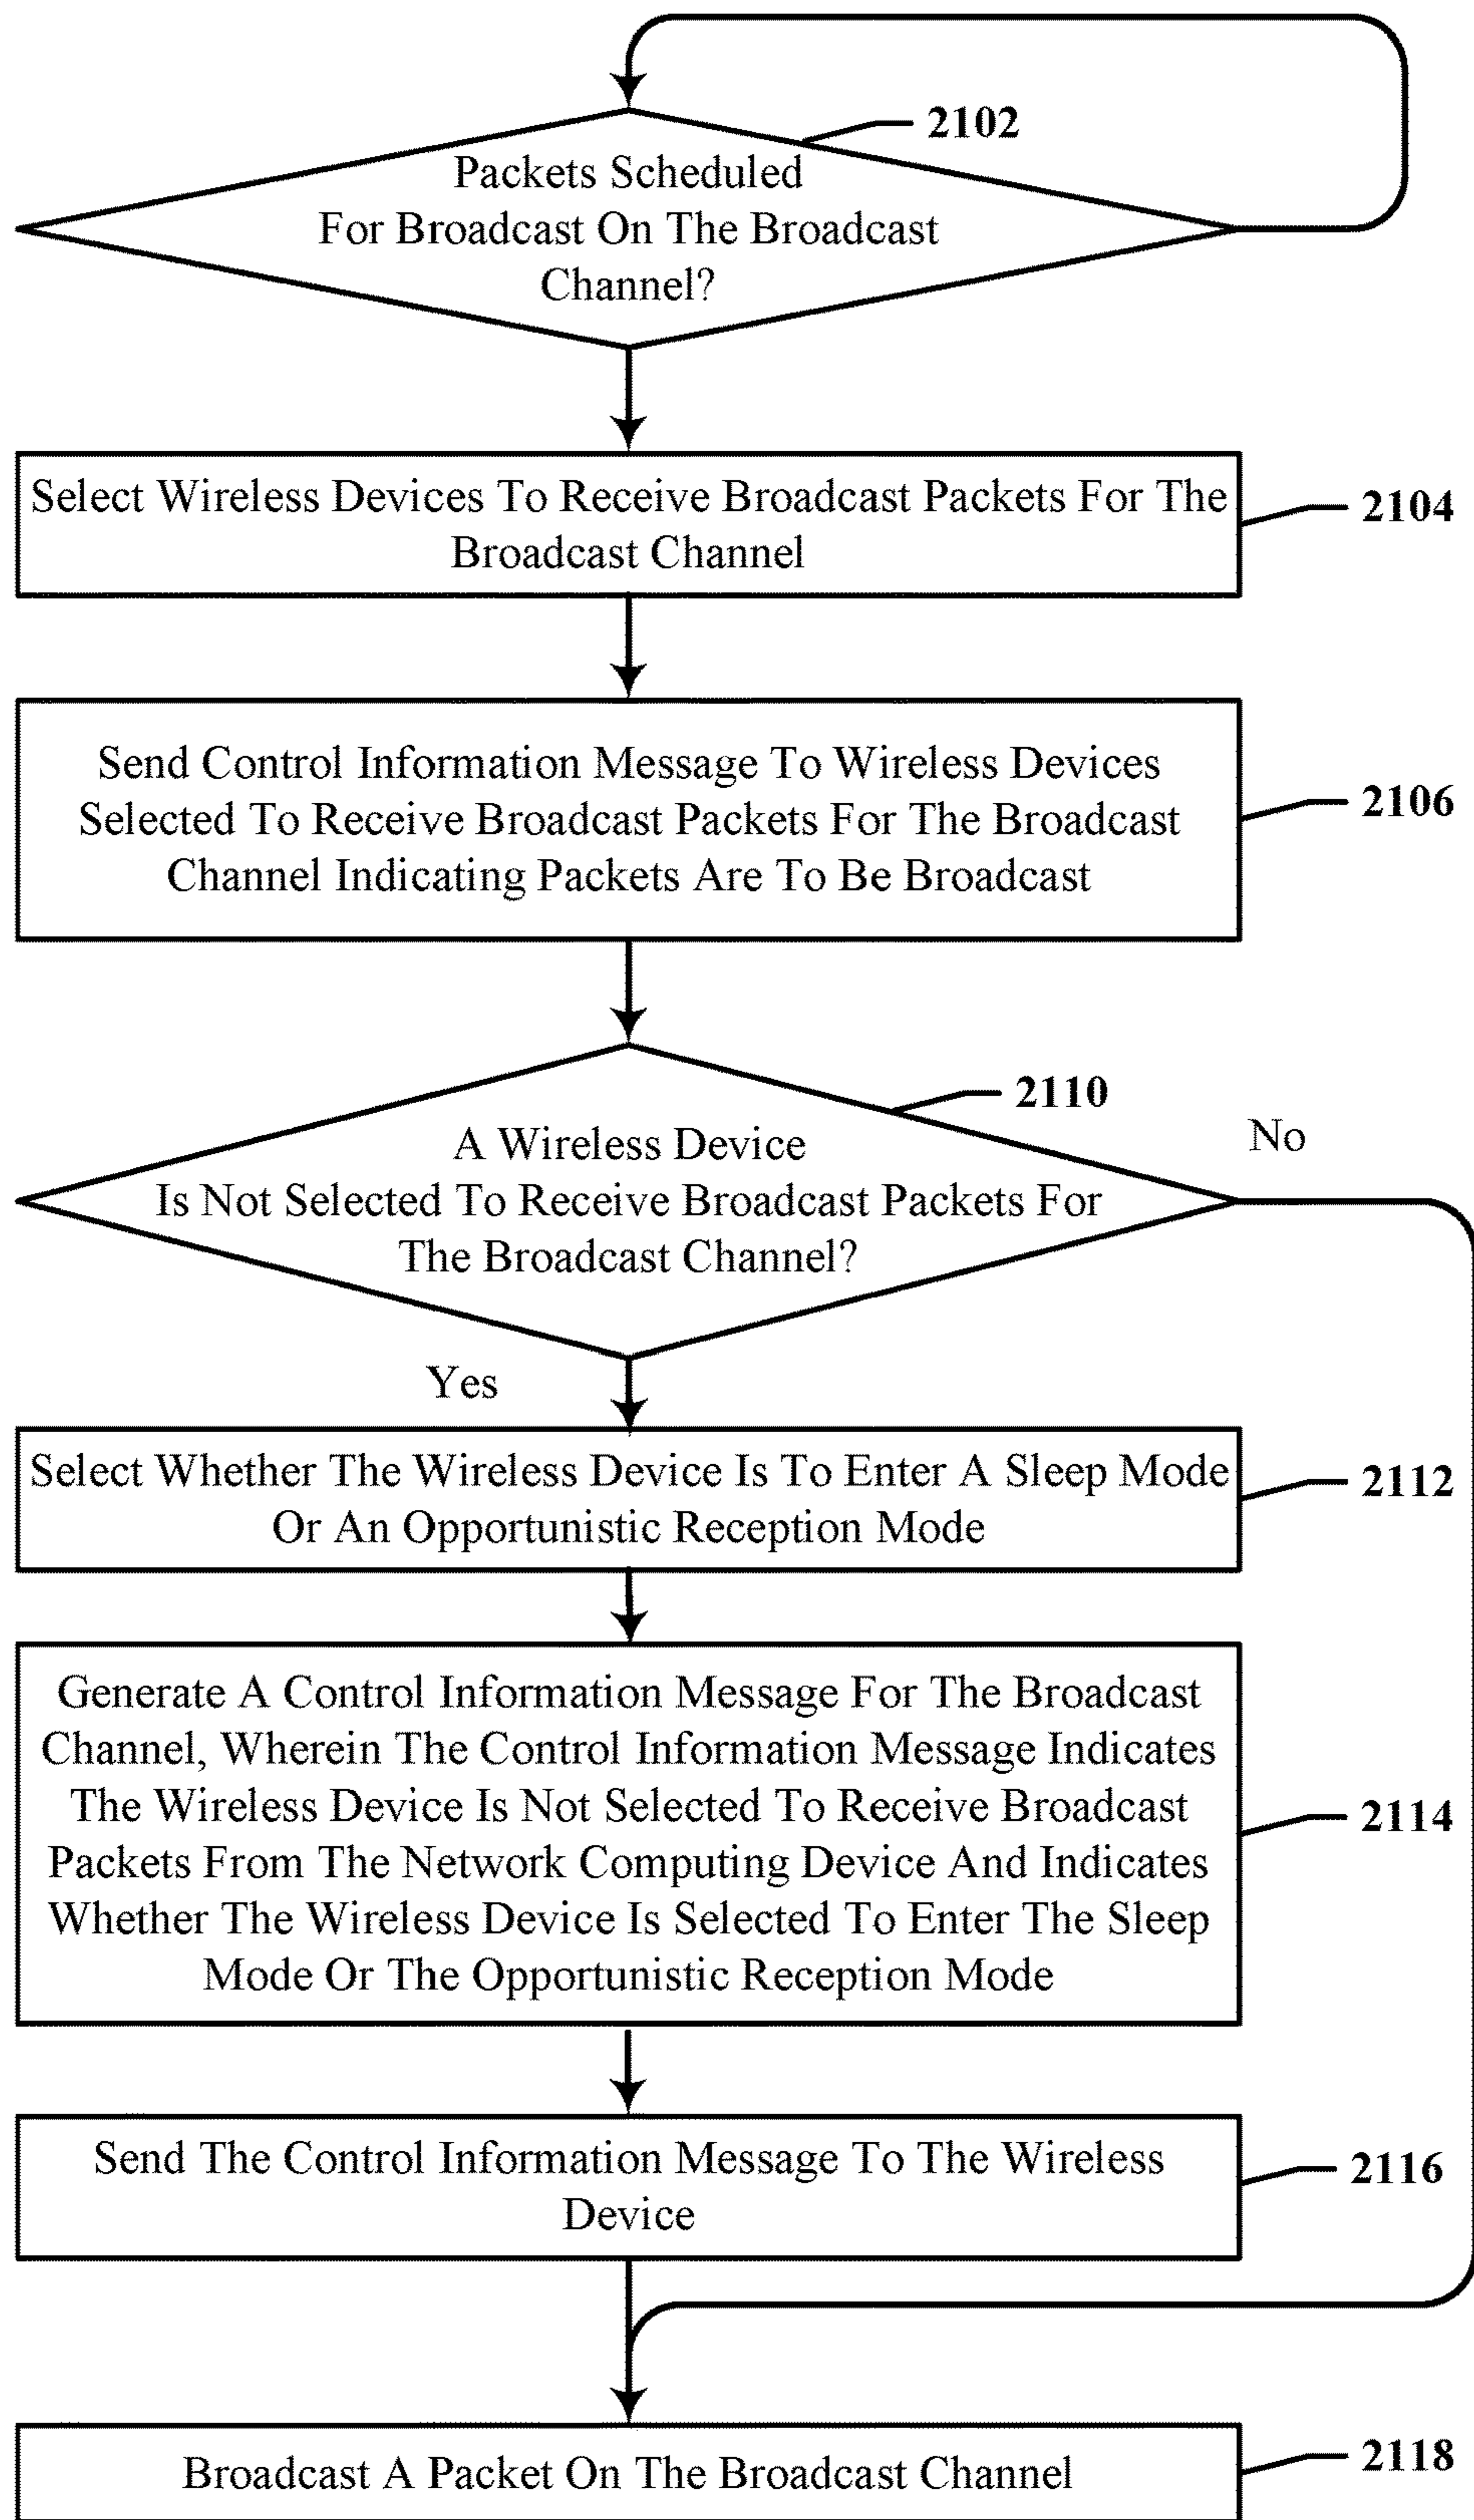 2102
Packets Scheduled
For Broadcast On The Broadcast
Channel?
Select Wireless Devices To Receive Broadcast Packets For The
Broadcast Channel
2104
Send Control Information Message To Wireless Devices
Selected To Receive Broadcast Packets For The Broadcast
Channel Indicating Packets Are To Be Broadcast
2106
2110
No
A Wireless Device
Is Not Selected To Receive Broadcast Packets For
The Broadcast Channel?
Yes
Select Whether The Wireless Device Is To Enter A Sleep Mode
Or An Opportunistic Reception Mode
2112
Generate A Control Information Message For The Broadcast
Channel, Wherein The Control Information Message Indicates
The Wireless Device Is Not Selected To Receive Broadcast
Packets From The Network Computing Device And Indicates
Whether The Wireless Device Is Selected To Enter The Sleep
Mode Or The Opportunistic Reception Mode
2114
Send The Control Information Message To The Wireless
Device
2116
Broadcast A Packet On The Broadcast Channel
2118